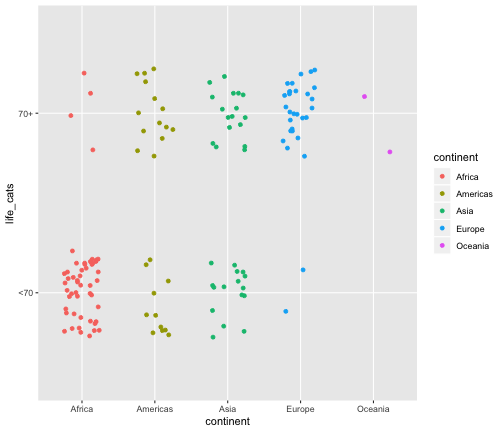 70+
<70
life_cats
Africa
Americas
Asia
Europe
Oceania
continent
continent
Africa
Americas
Asia
Europe
Oceania